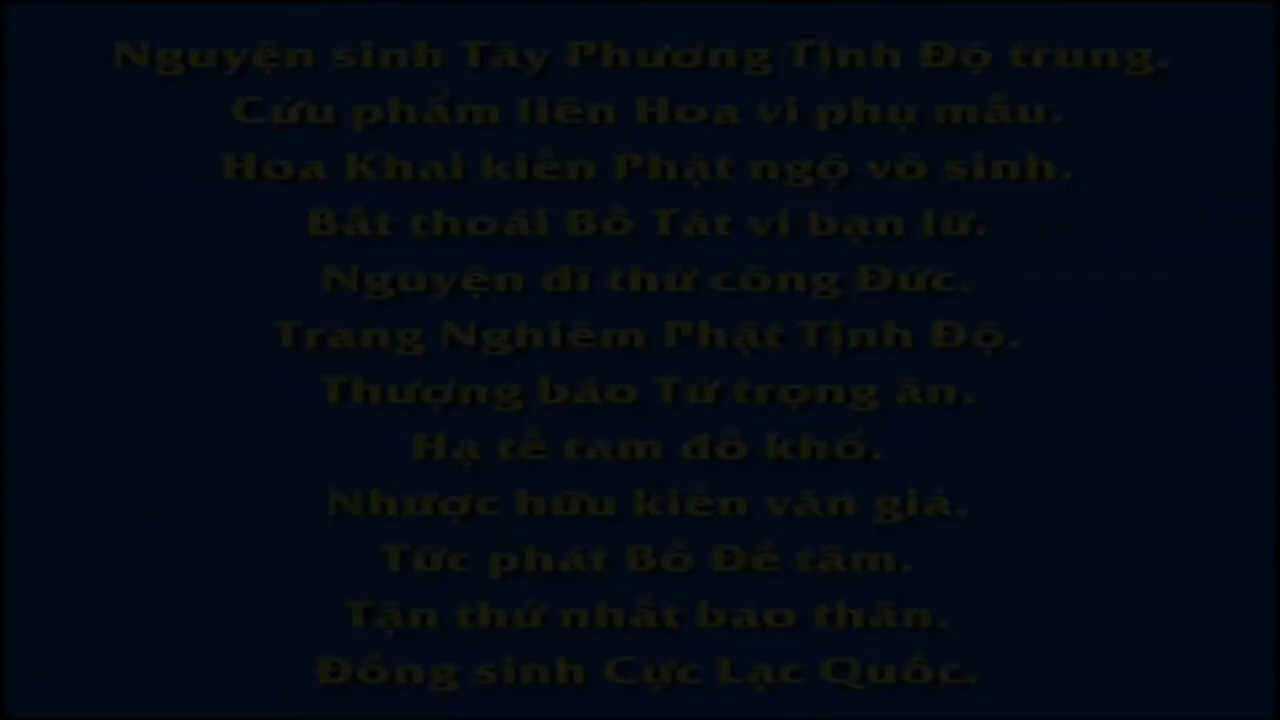 Nguyện sinh Tây Phương Tịnh Độ trung.
Cửu phẩm liên Hoa vi phụ mẫu.
Hoa Khai kiến Phật ngộ vô sinh.
Bất thoái Bồ Tát vi bạn lữ.
Nguyện dĩ thử công Đức.
Trang Nghiêm Phật Tịnh Độ.
Thượng báo Tứ trọng ân.
Hạ tế tam đồ khổ.
Nhược hữu kiến văn giả.
Tức phát Bồ Đề tâm.
Tận thử nhất báo thân.
Đồng sinh Cực Lạc Quốc.